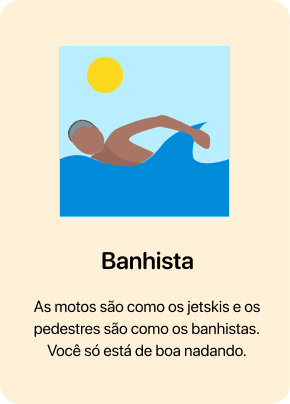 Banhista
As motos são como os jetskis e os
pedestres são como os banhistas.
Você só está de boa nadando.